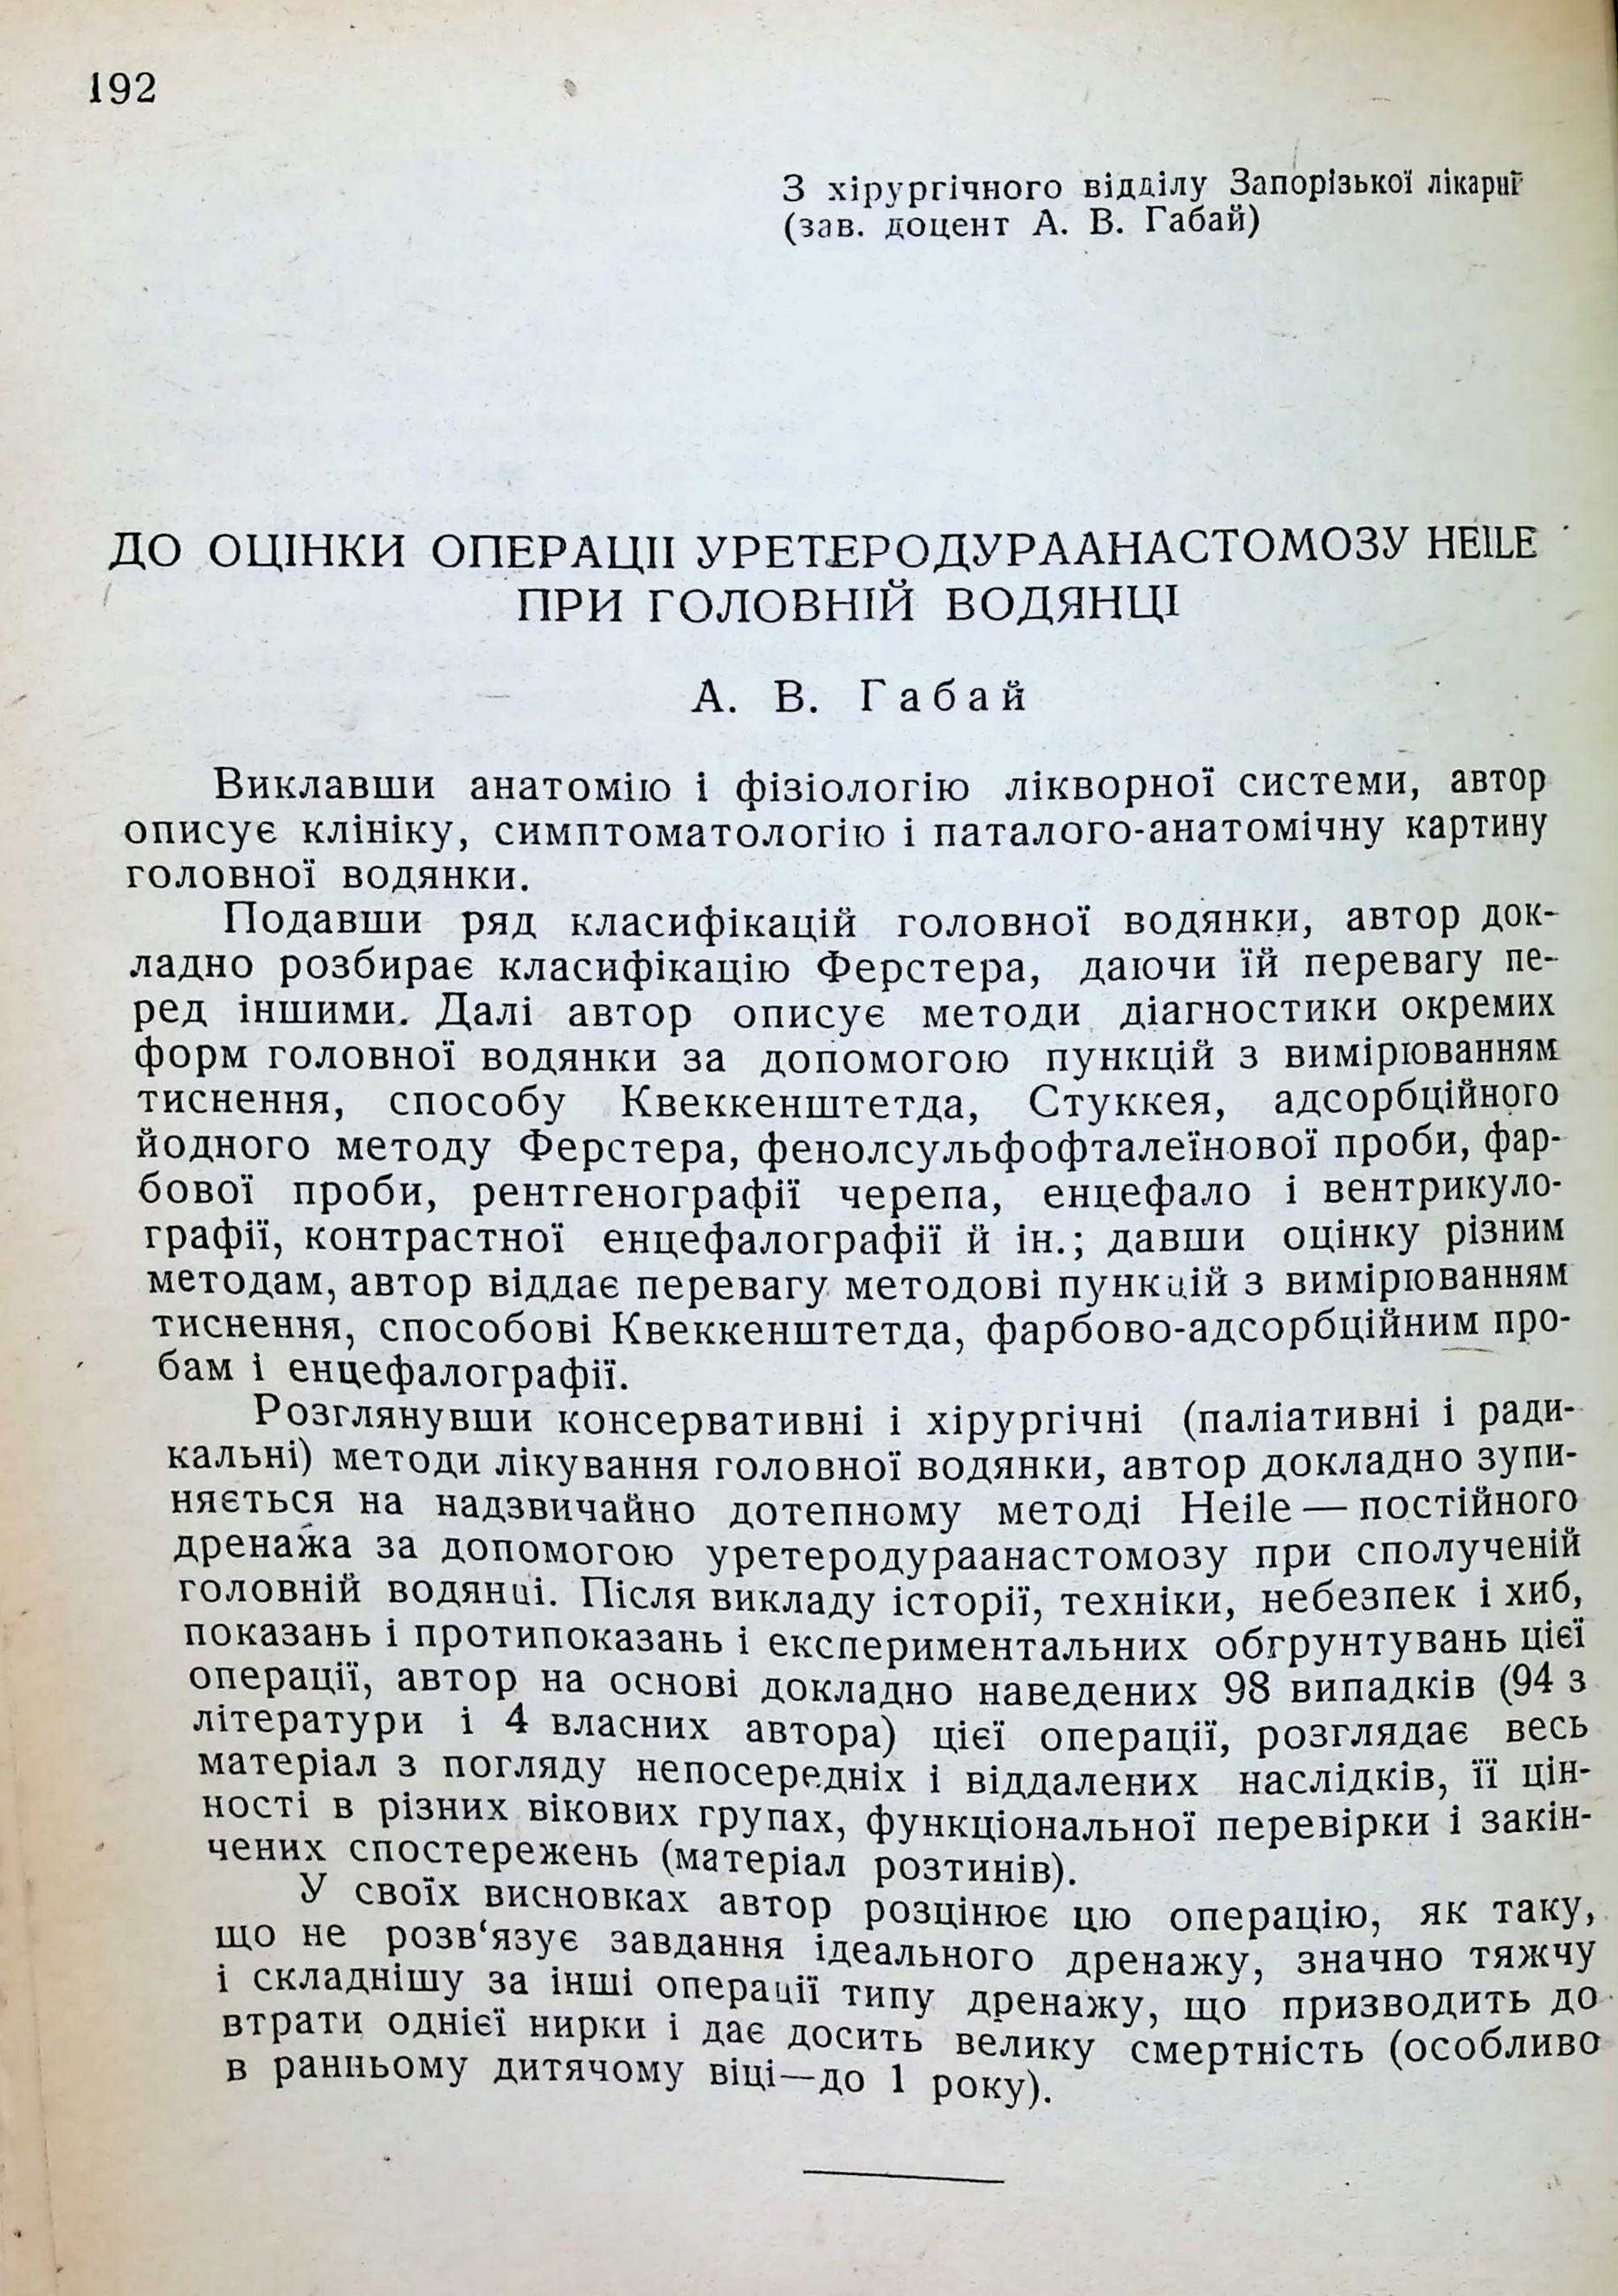 192
З хірургічного відділу Запорізької лікарні
(зав. доцент А. В. Габай)
ДО ОЦІНКИ ОПЕРАЦІІ УРЕТЕРОДУРААНАСТОМОЗУ HEILE
ПРИ ГОЛОВНІЙ ВОДЯНЦІ
А. В. Габай
Виклавши анатомію і фізіологію лікворної системи, автор
описує клініку, симптоматологію і паталого-анатомічну картину
головної водянки.
Подавши ряд класифікацій головної водянки, автор док-
ладно розбирає класифікацію Ферстера, даючи їй перевагу пе-
ред іншими. Далі автор описує методи діагностики окремих
форм головної водянки за допомогою пункцій з вимірюванням
тиснення, способу Квеккенштетда, Стуккея, адсорбційного
йодного методу Ферстера, фенолсульфофталеїнової проби, фар-
бової проби, рентгенографії черепа, енцефало і вентрикуло-
графії, контрастної енцефалографії й ін.; давши оцінку різним
методам, автор віддає перевагу методові пункцій з вимірюванням
тиснення, способові Квеккенштетда, фарбово-адсорбційним про-
бам і енцефалографії.
Розглянувши консервативні і хірургічні (паліативні і ради-
кальні) методи лікування головної водянки, автор докладно зупи-
няється на надзвичайно дотепному методі Heile — постійного
дренажа за допомогою уретеродураанастомозу при сполученій
головній водянці. Після викладу історії, техніки, небезпек і хиб,
показань і протипоказань і експериментальних обгрунтувань цієї
операції, автор на основі докладно наведених 98 випадків (94 з
літератури і 4 власних автора) цієї операції, розглядає весь
матеріал з погляду непосередніх і віддалених наслідків, її цін-
ності в різних вікових групах, функціональної перевірки і закін-
чених спостережень (матеріал розтинів).
У своїх висновках автор розцінює цю операцію, як таку,
що не розв‘язує завдання ідеального дренажу, значно тяжчу
і складнішу за інші операції типу дренажу, що призводить до
втрати однієї нирки і дає досить велику смертність (особливо
в ранньому дитячому віці—до 1 року).